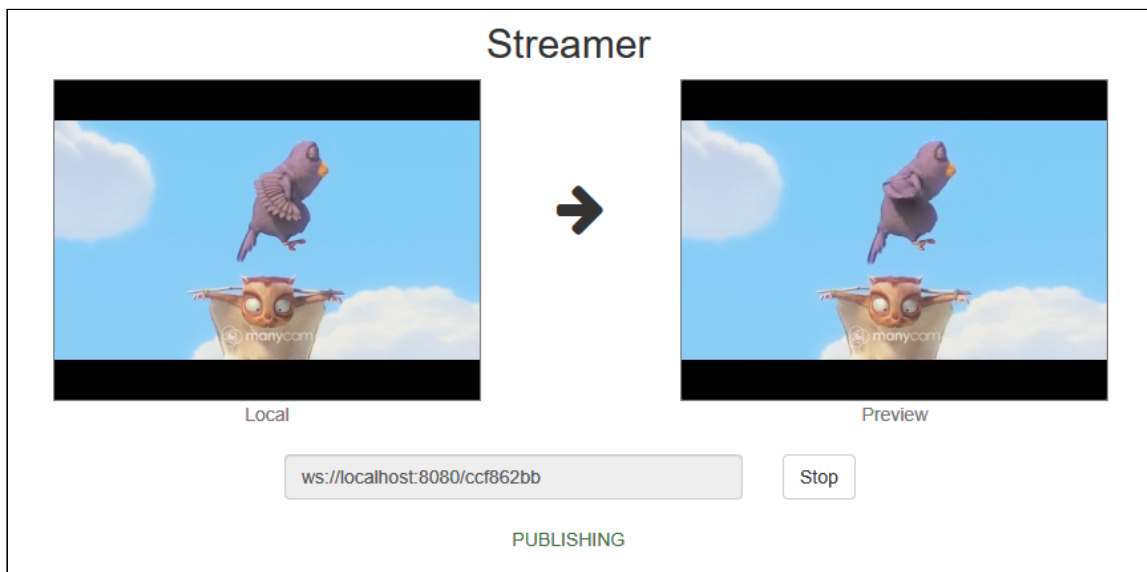 Streamer
manycam
manycam
Local
Preview
ws://localhost:8080/ccf862bb
Stop
PUBLISHING